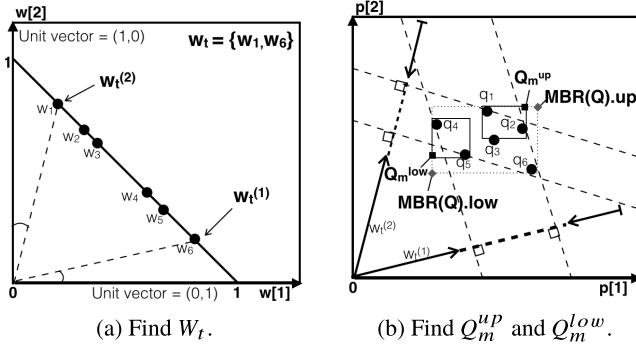 w[2]
Unit vector = (1,0)
w_t = {w_1,w_6}
1
w_t^(2)
w_1
w_2
w_3
w_4
w_5
w_t^(1)
w_6
0
Unit vector = (0,1)
1
w[1]
(a) Find W_t.
p[2]
Q_m^up
MBR(Q).up
q_1
q_4
q_2
q_3
q_5
q_6
Q_m^low
MBR(Q).low
w_t^(2)
w_t^(1)
0
p[1]
(b) Find Q_m^up and Q_m^low.